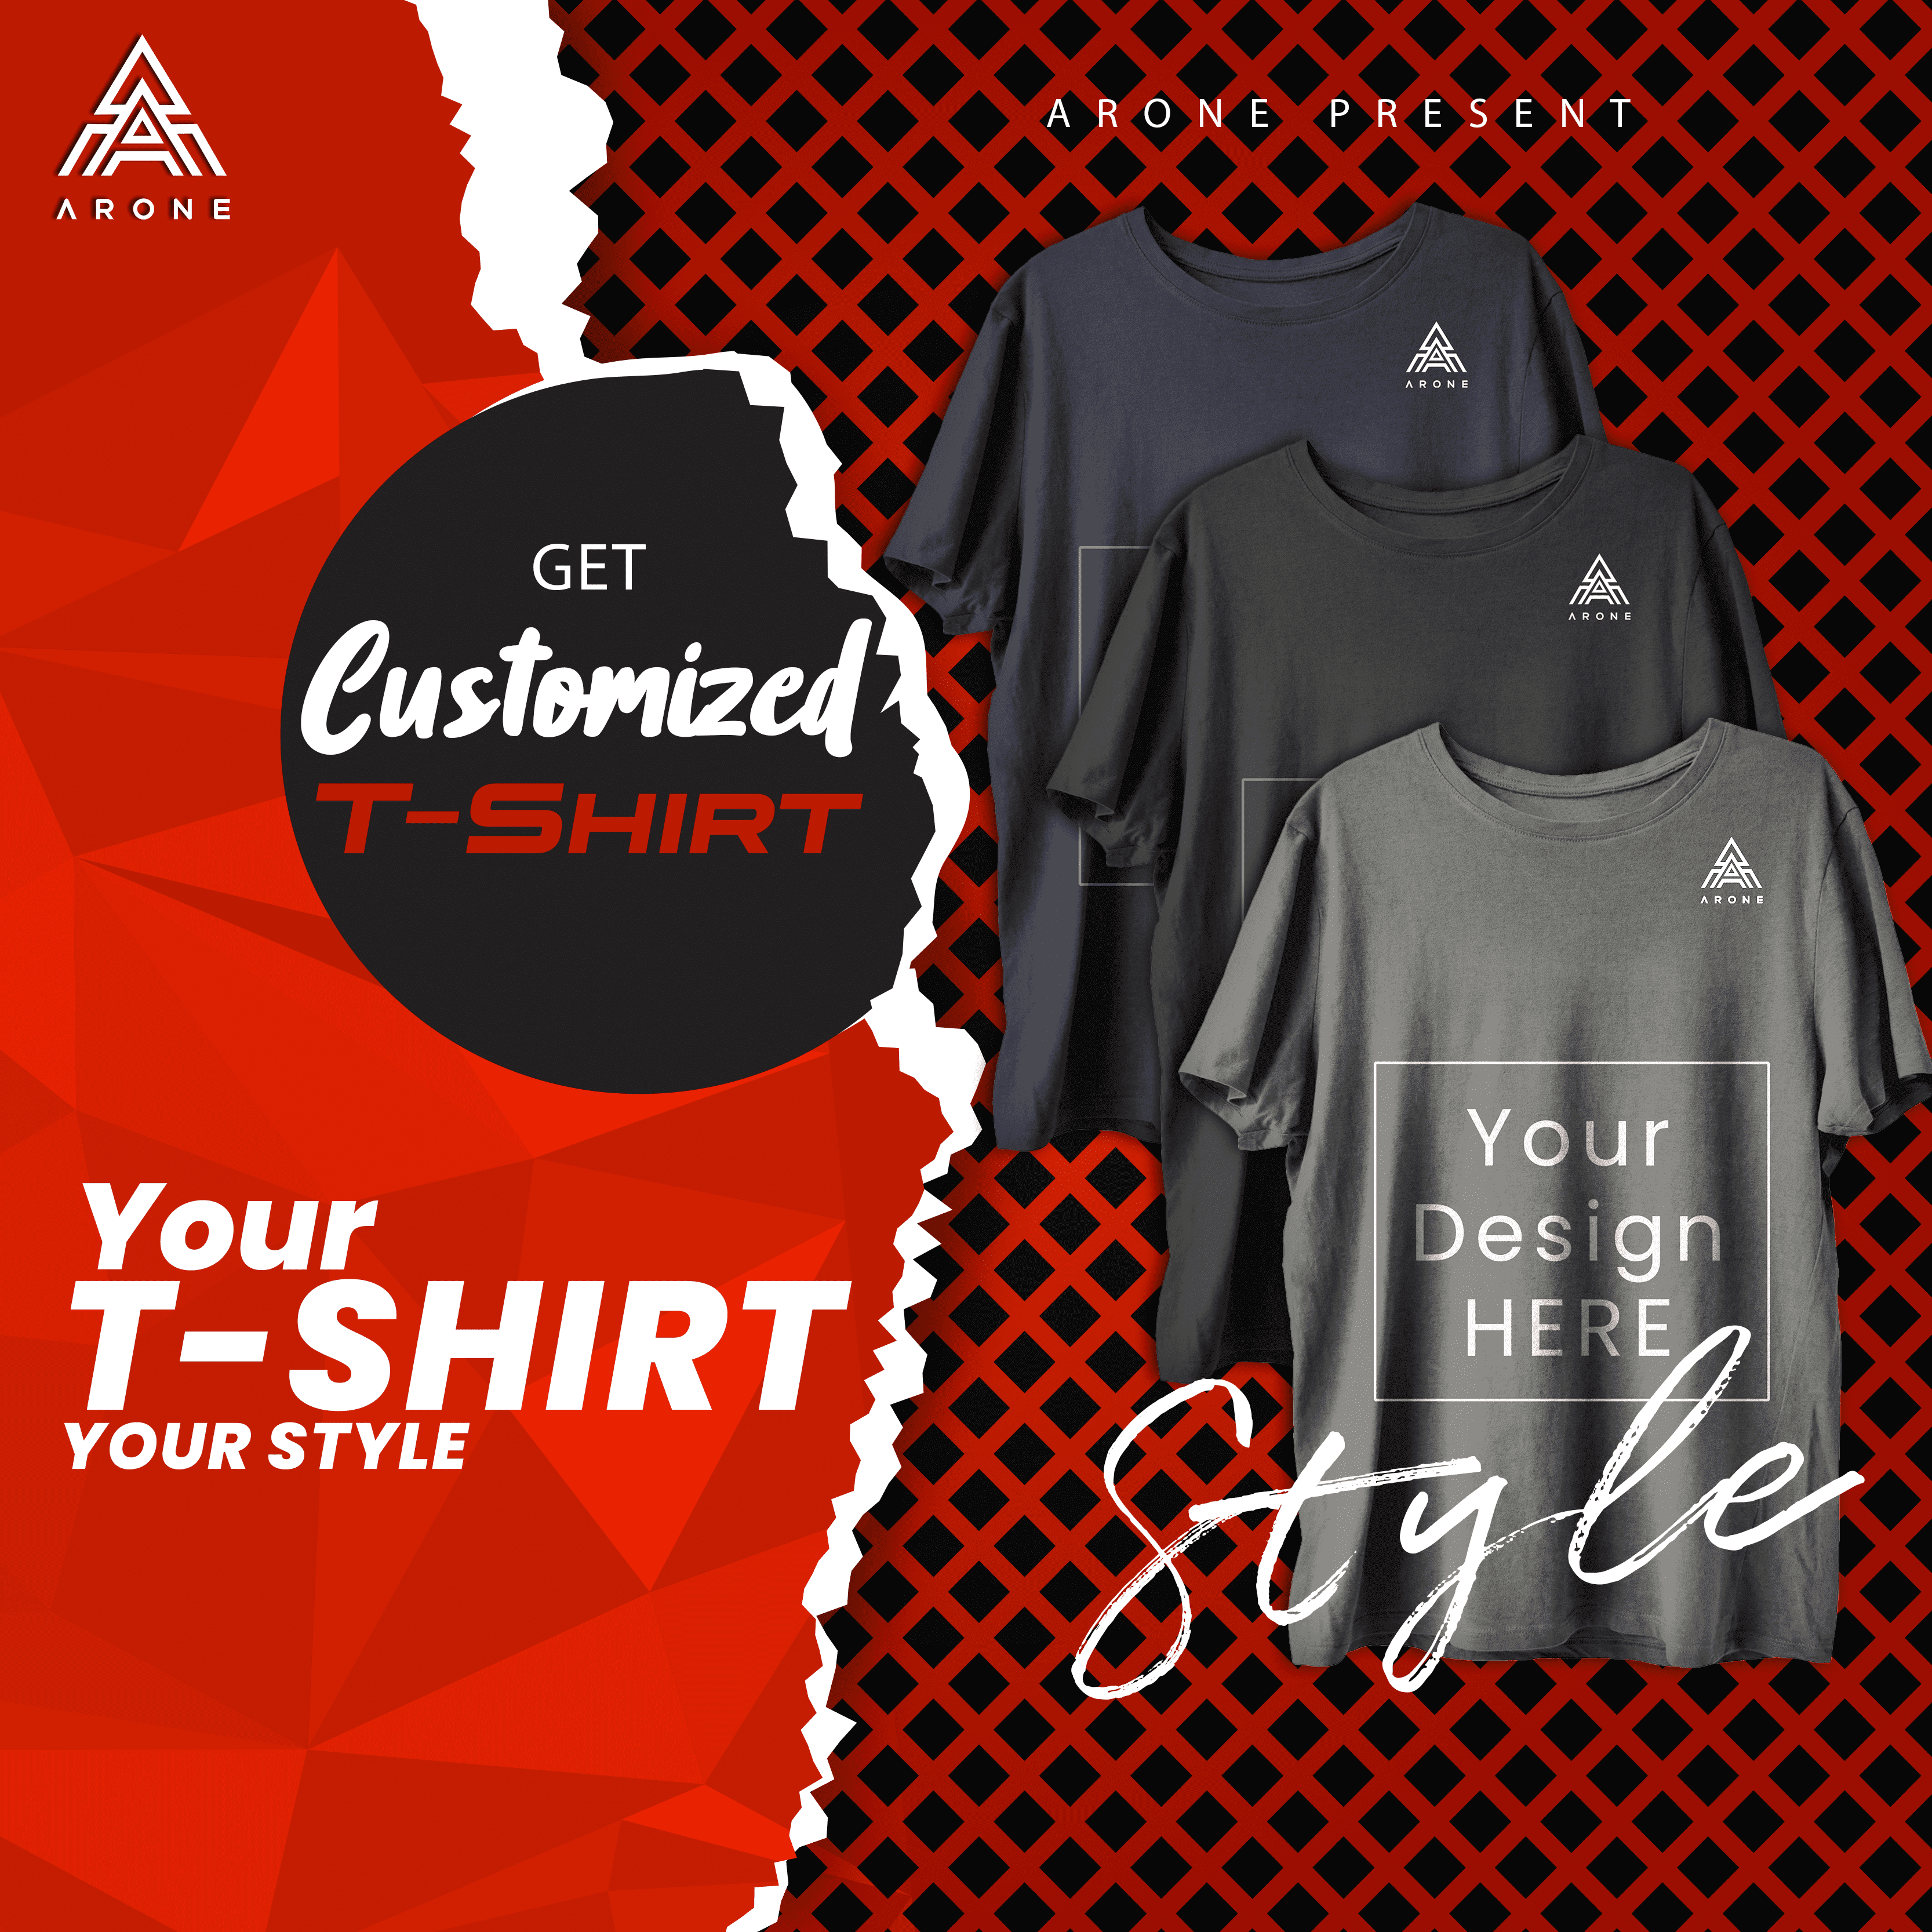 ARONE
ARONE PRESENT
GET
Customized
T-SHIRT
Your
T-SHIRT
YOUR STYLE
ARONE
ARONE
ARONE
Your
Design
HERE
Style